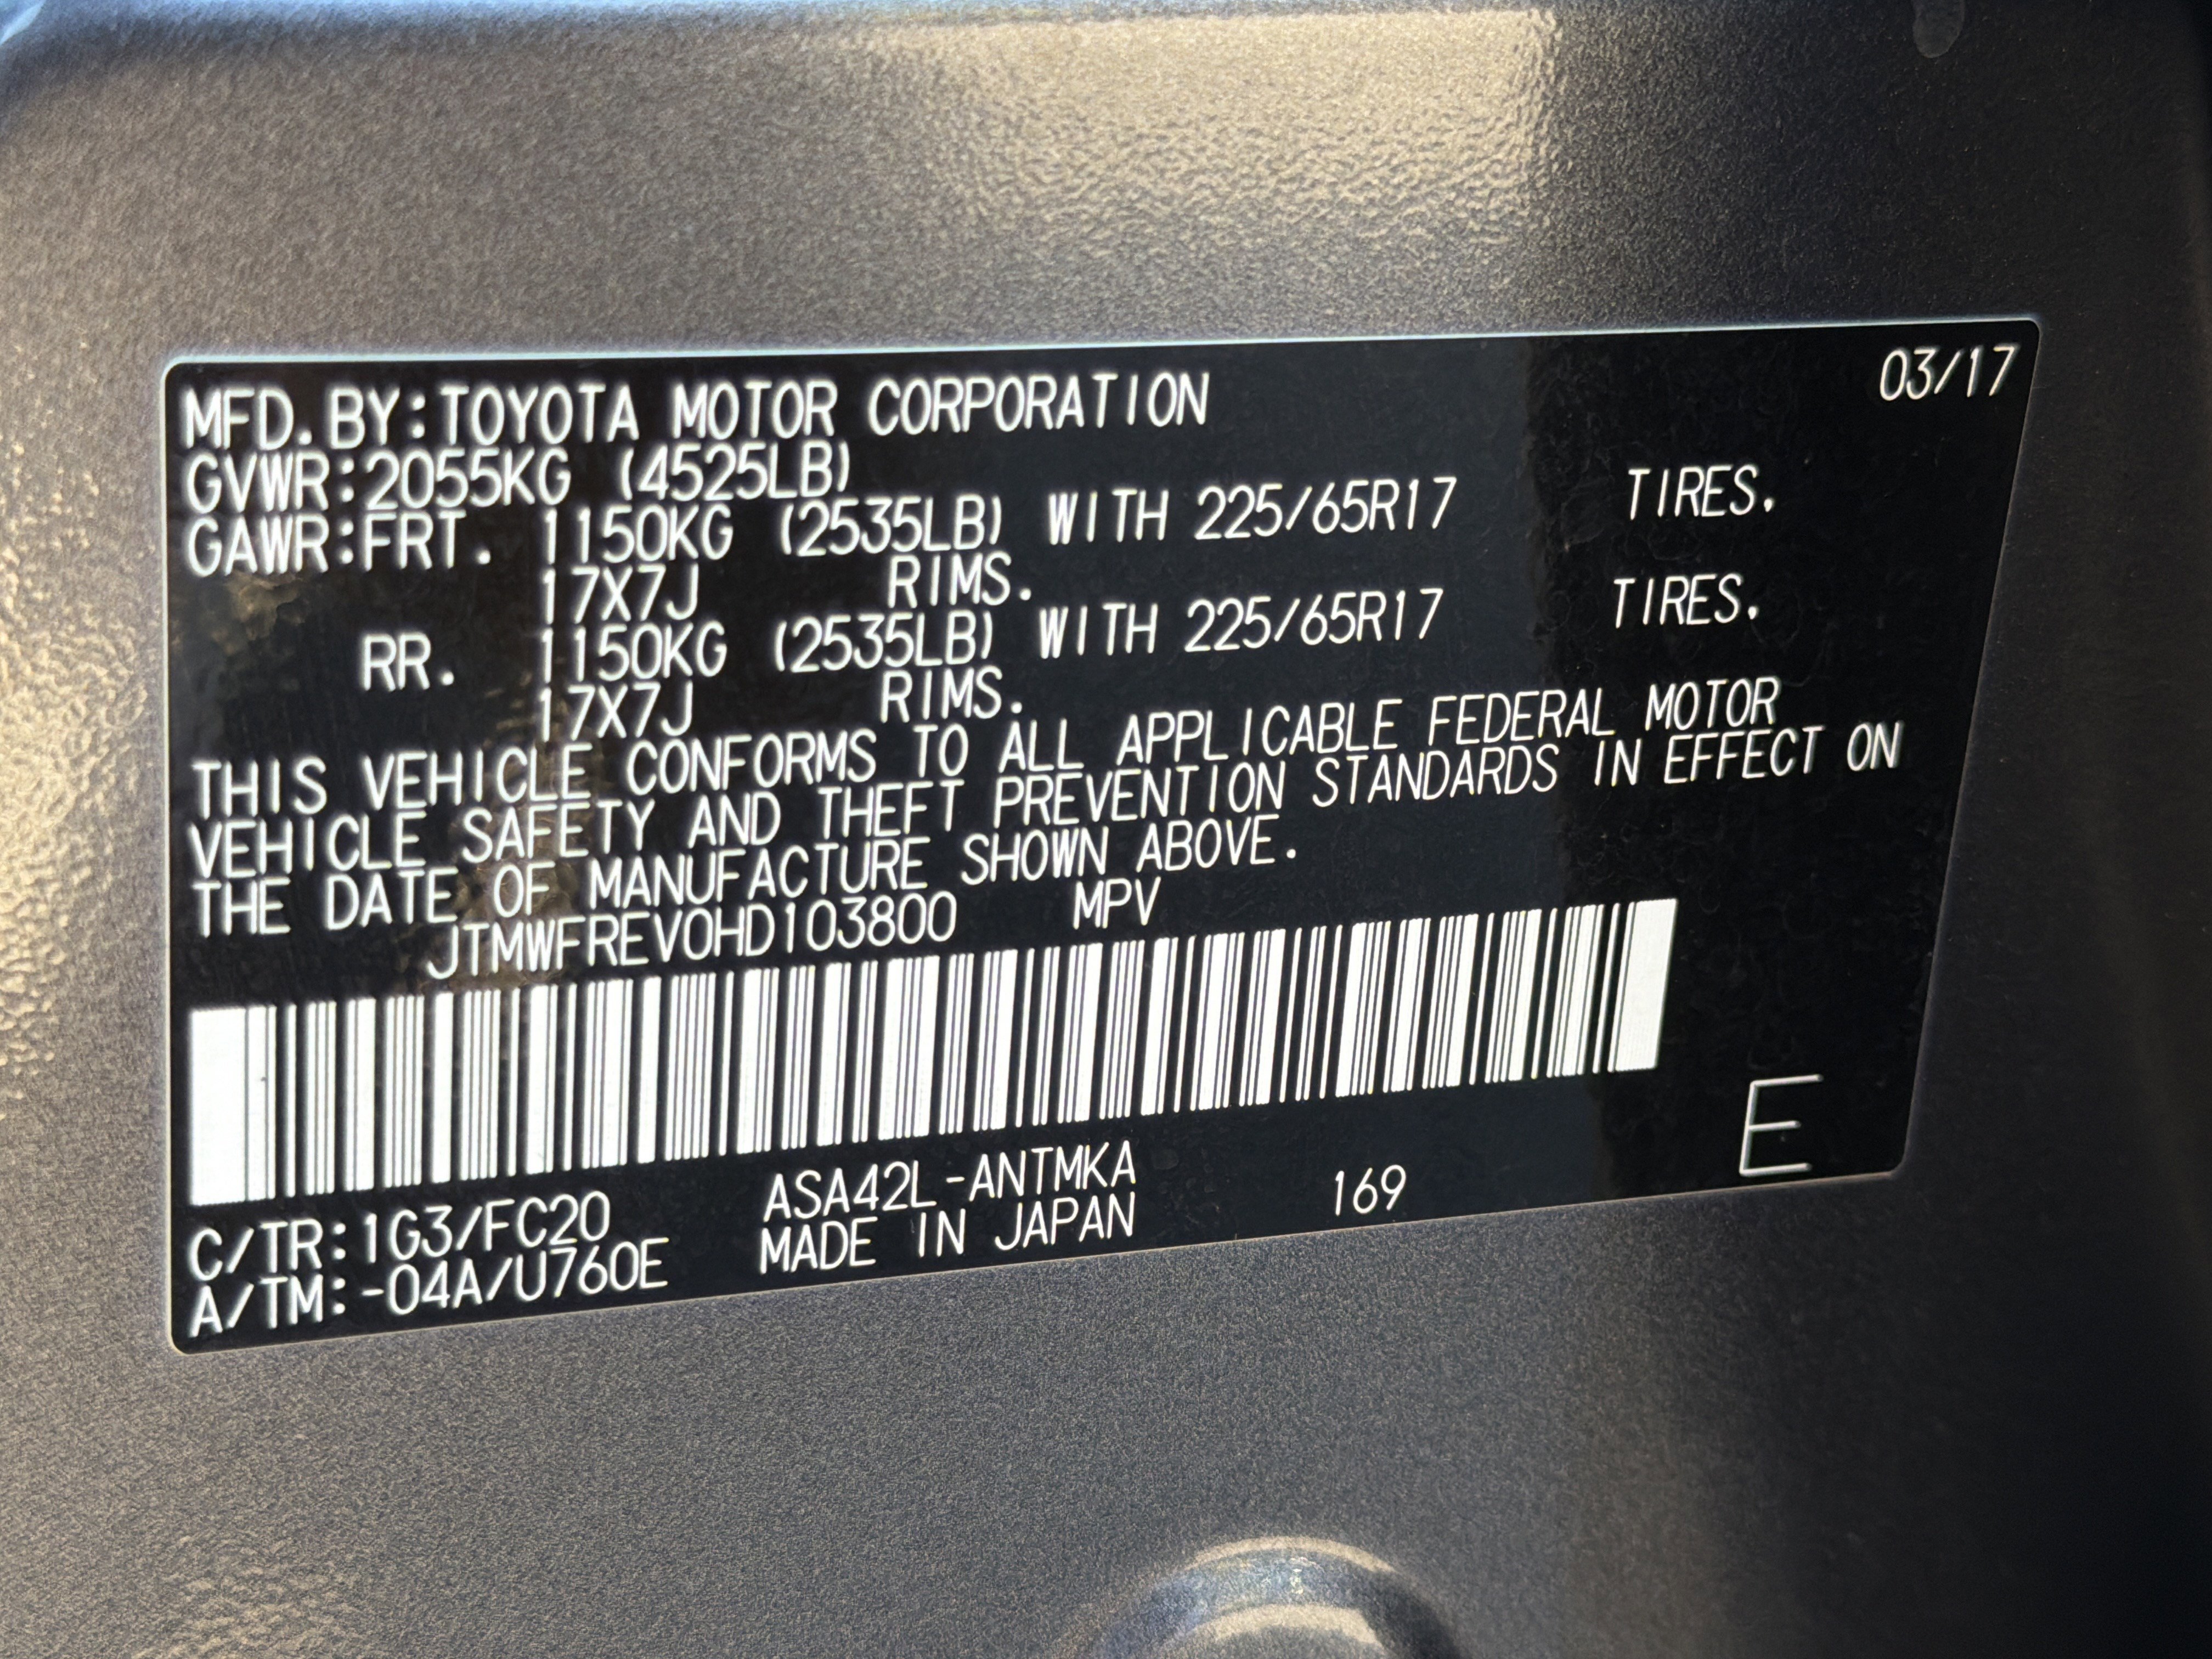 03/17
MFD.BY:TOYOTA MOTOR CORPORATION
GVWR:2055KG (4525LB)
GAWR:FRT. 1150KG (2535LB) WITH 225/65R17 TIRES.
17X7J RIMS.
RR. 1150KG (2535LB) WITH 225/65R17 TIRES.
17X7J RIMS.
THIS VEHICLE CONFORMS TO ALL APPLICABLE FEDERAL MOTOR
VEHICLE SAFETY AND THEFT PREVENTION STANDARDS IN EFFECT ON
THE DATE OF MANUFACTURE SHOWN ABOVE.
JTMWFREV0HD103800 MPV
E
C/TR:1G3/FC20 ASA42L-ANTMKA 169
A/TM:-04A/U760E MADE IN JAPAN